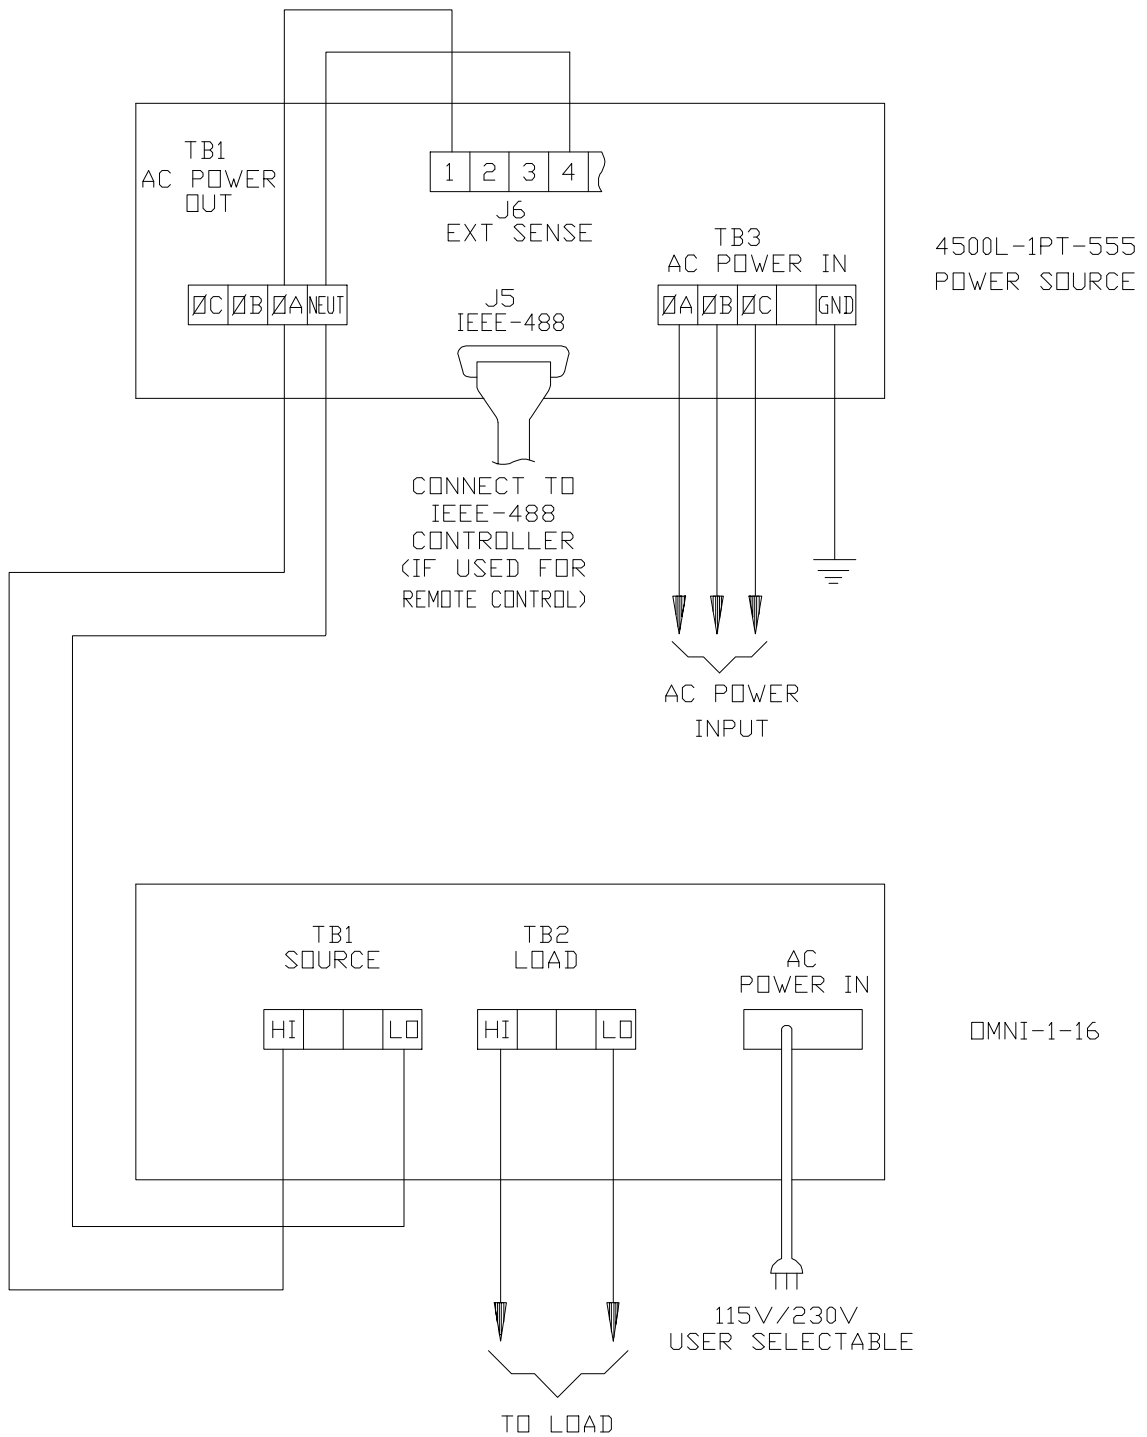 TB1
AC POWER
OUT
1 2 3 4
J6
EXT SENSE
TB3
AC POWER IN
4500L-1PT-555
POWER SOURCE
ØC ØB ØA NEUT
J5
IEEE-488
ØA ØB ØC GND
CONNECT TO
IEEE-488
CONTROLLER
(IF USED FOR
REMOTE CONTROL)
AC POWER
INPUT
TB1
SOURCE
TB2
LOAD
AC
POWER IN
HI LO
HI LO
OMNI-1-16
115V/230V
USER SELECTABLE
TO LOAD